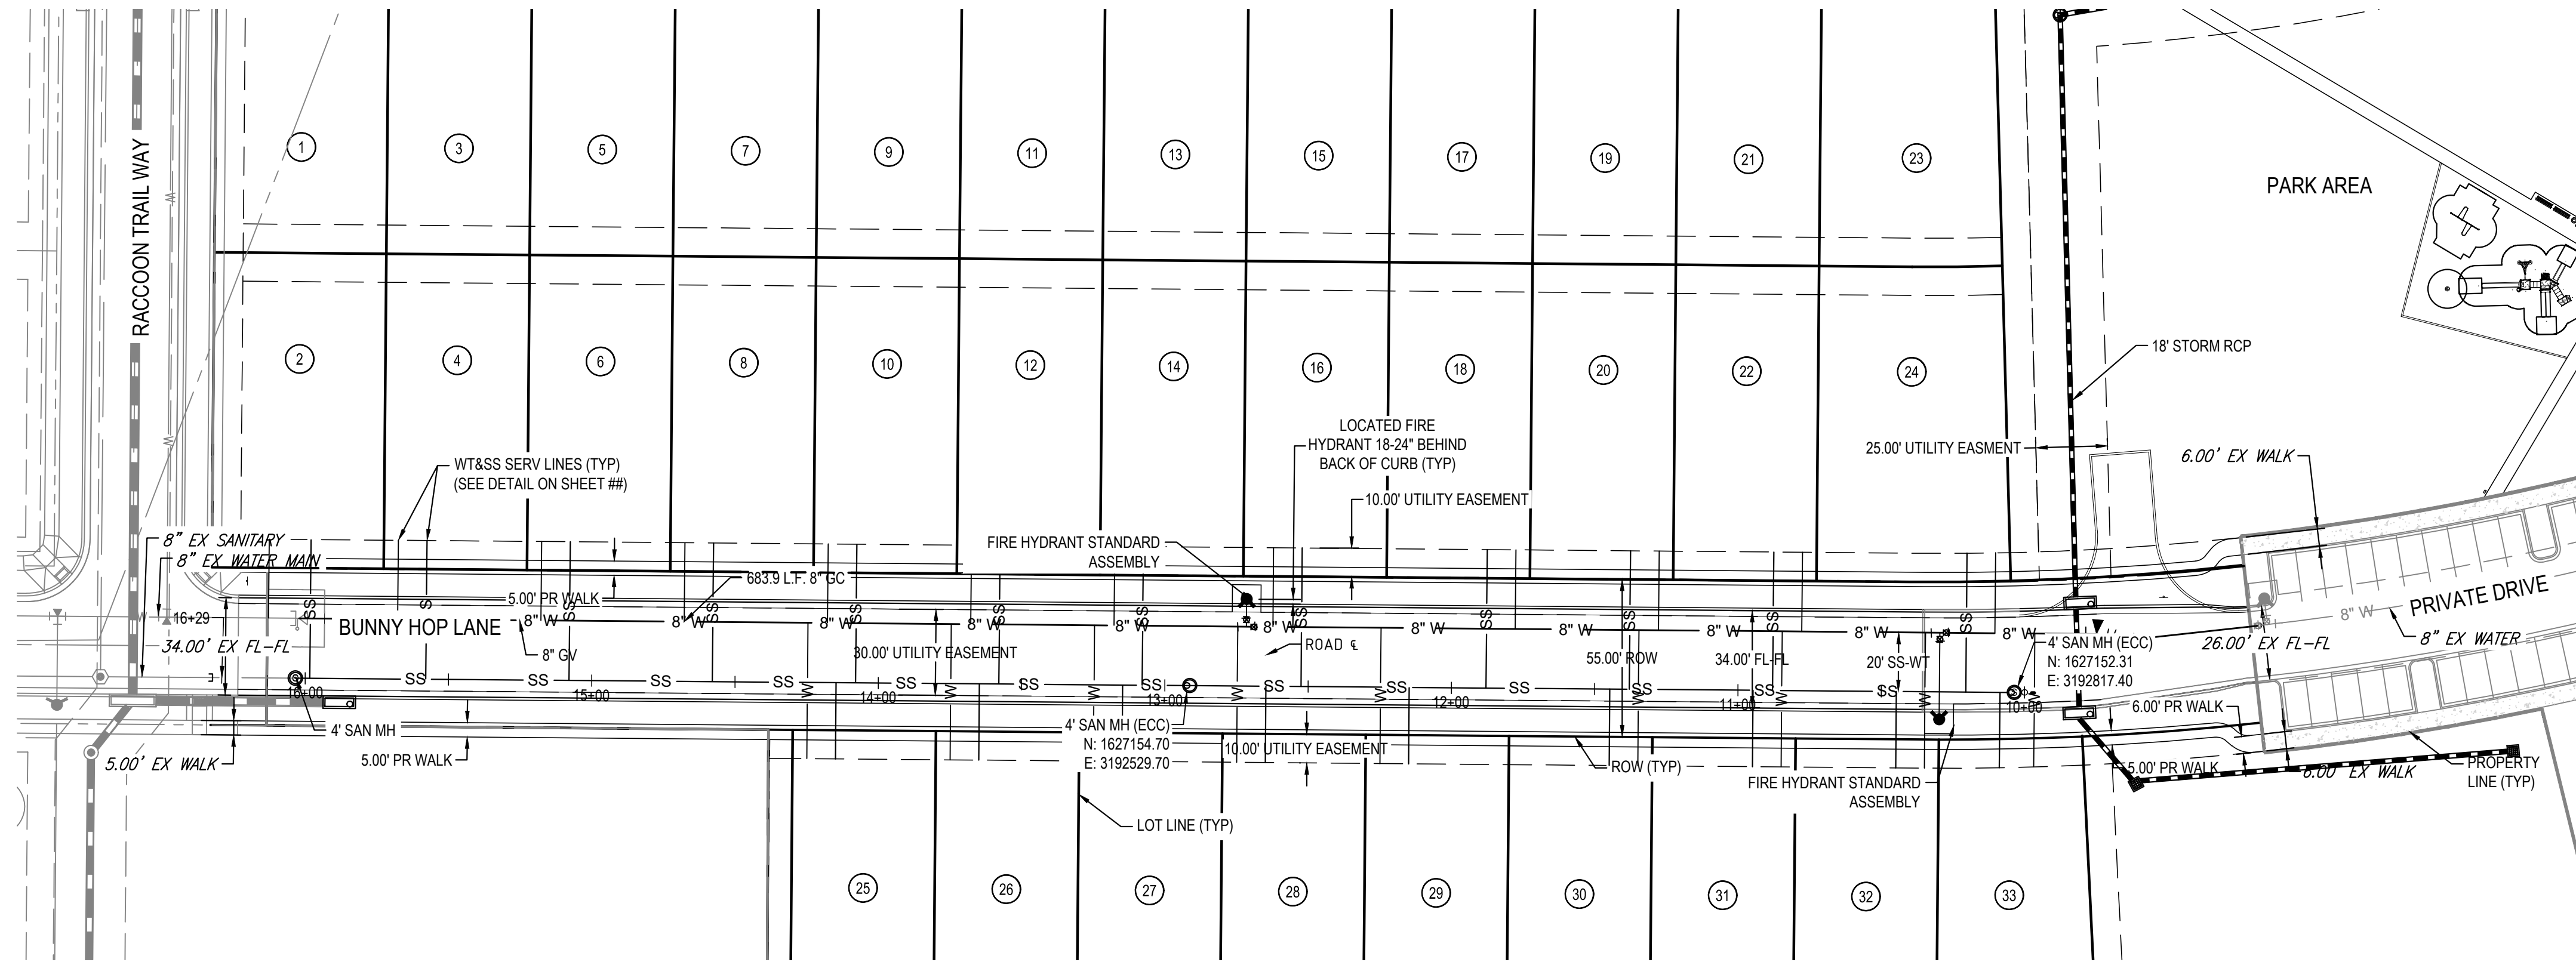 RACCOON TRAIL WAY
1
3
5
7
9
11
13
15
17
19
21
23
PARK AREA
2
4
6
8
10
12
14
16
18
20
22
24
18' STORM RCP
LOCATED FIRE
HYDRANT 18-24" BEHIND
BACK OF CURB (TYP)
25.00' UTILITY EASMENT
6.00' EX WALK
WT&SS SERV LINES (TYP)
(SEE DETAIL ON SHEET ##)
10.00' UTILITY EASEMENT
8" EX SANITARY
8" EX WATER MAIN
FIRE HYDRANT STANDARD
ASSEMBLY
683.9 L.F. 8" GC
5.00' PR WALK
16+29
BUNNY HOP LANE
34.00' EX FL-FL
8" GV
30.00' UTILITY EASEMENT
ROAD ℄
55.00' ROW
34.00' FL-FL
20' SS-WT
8" W
8" W
8" W
8" W
8" W
8" W
8" W
8" W
8" W
8" W
8" W
4' SAN MH (ECC)
N: 1627152.31
E: 3192817.40
26.00' EX FL-FL
8" W
PRIVATE DRIVE
8" EX WATER
SS
SS
SS
SS
SS
SS
SS
SS
SS
SS
SS
SS
SS
16+00
15+00
14+00
13+00
12+00
11+00
10+00
4' SAN MH
5.00' EX WALK
5.00' PR WALK
4' SAN MH (ECC)
N: 1627154.70
E: 3192529.70
10.00' UTILITY EASEMENT
ROW (TYP)
FIRE HYDRANT STANDARD
ASSEMBLY
6.00' PR WALK
5.00' PR WALK
6.00' EX WALK
PROPERTY
LINE (TYP)
LOT LINE (TYP)
25
26
27
28
29
30
31
32
33